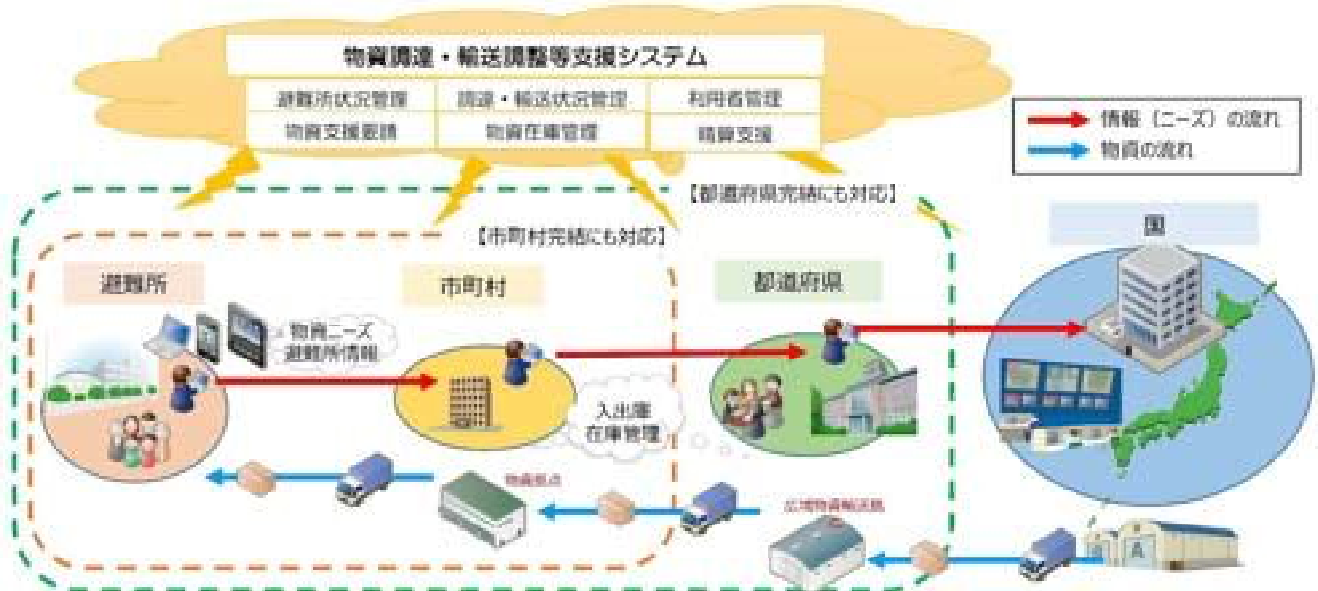 物資調達・輸送調整等支援システム
避難所状況管理
調達・輸送状況管理
利用者管理
物資支援要請
物資在庫管理
精算支援
情報（ニーズ）の流れ
物資の流れ
【都道府県完結にも対応】
【市町村完結にも対応】
国
避難所
市町村
都道府県
物資ニーズ
避難所情報
入出庫
在庫管理
物資拠点
広域物資輸送拠